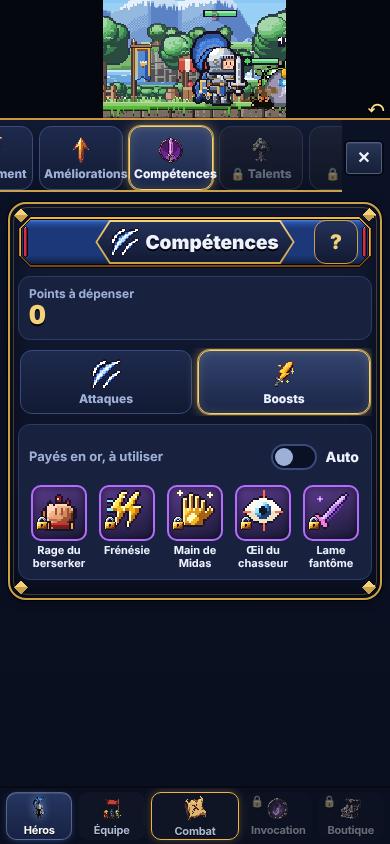 ment
Améliorations
Compétences
Talents
Compétences
?
Points à dépenser
0
Attaques
Boosts
Payés en or, à utiliser
Auto
Rage du
berserker
Frénésie
Main de
Midas
Œil du
chasseur
Lame
fantôme
Héros
Équipe
Combat
Invocation
Boutique